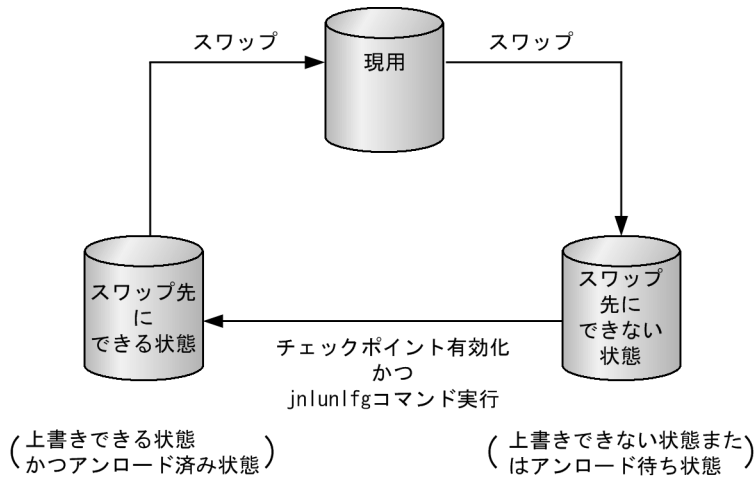 スワップ
現用
スワップ
スワップ先
に
できる状態
スワップ
先に
できない
状態
チェックポイント有効化
かつ
jnlunlfgコマンド実行
(上書きできる状態
かつアンロード済み状態)
(上書きできない状態また
はアンロード待ち状態)